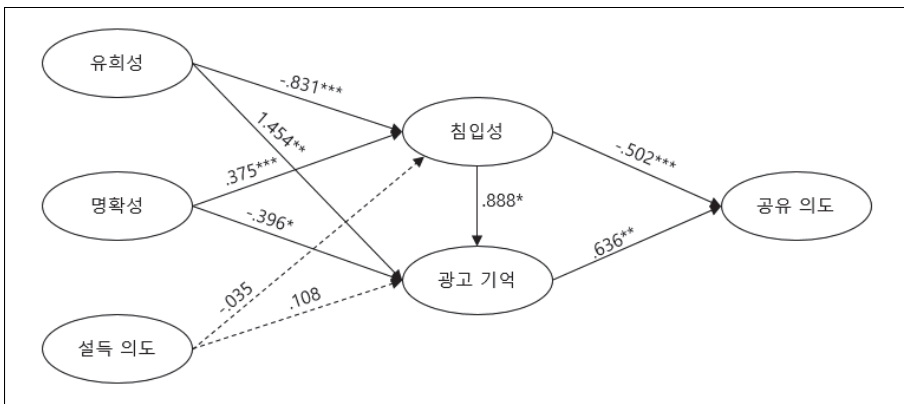 유희성
-.831***
1.454**
침입성
-.502***
.375***
명확성
.888*
공유 의도
-.396*
.636**
광고 기억
-.035
.108
설득 의도